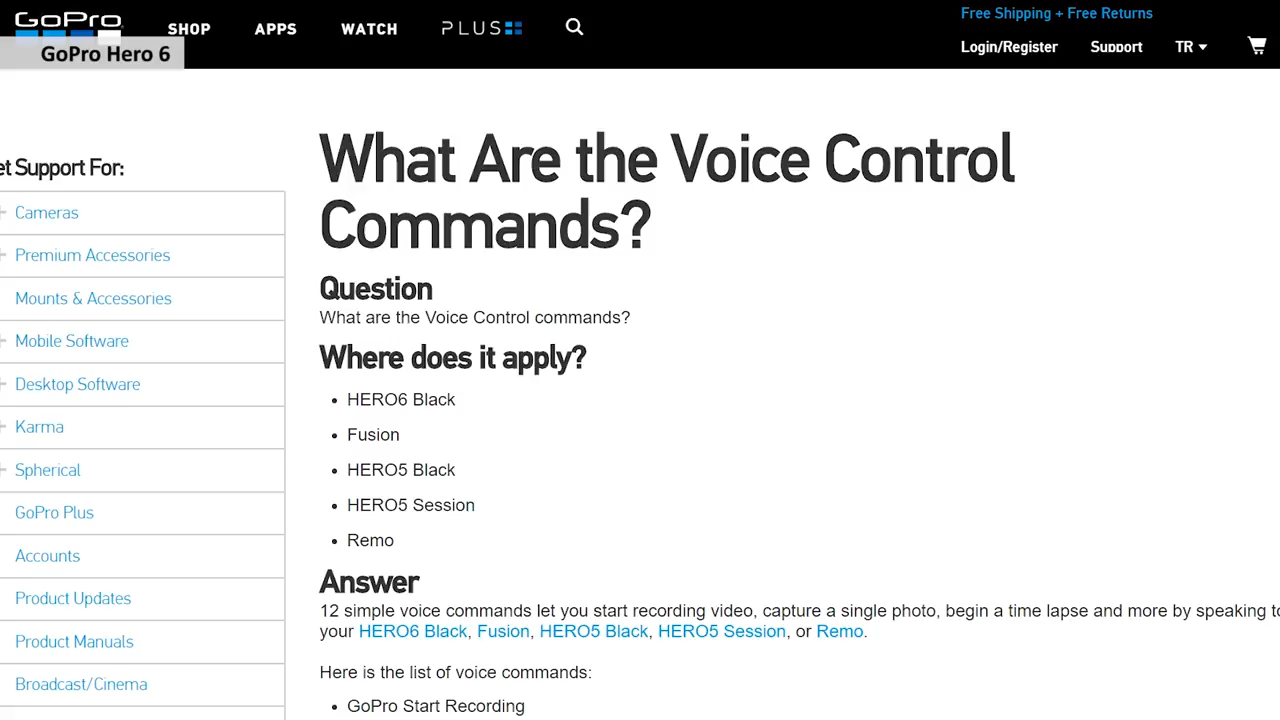 GoPro
SHOP
APPS
WATCH
PLUS
Free Shipping + Free Returns
Login/Register
Support
TR
GoPro Hero 6
et Support For:
Cameras
Premium Accessories
Mounts & Accessories
Mobile Software
Desktop Software
Karma
Spherical
GoPro Plus
Accounts
Product Updates
Product Manuals
Broadcast/Cinema
What Are the Voice Control
Commands?
Question
What are the Voice Control commands?
Where does it apply?
HERO6 Black
Fusion
HERO5 Black
HERO5 Session
Remo
Answer
12 simple voice commands let you start recording video, capture a single photo, begin a time lapse and more by speaking to
your HERO6 Black, Fusion, HERO5 Black, HERO5 Session, or Remo.
Here is the list of voice commands:
GoPro Start Recording